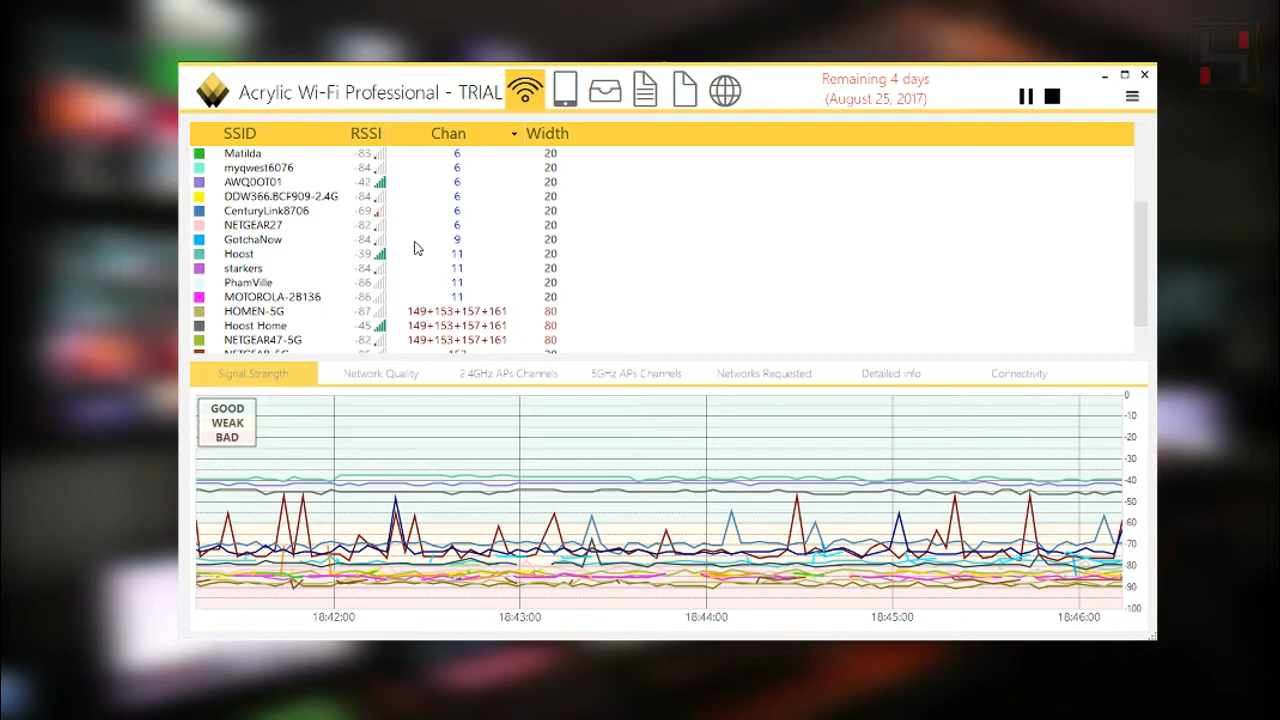 Acrylic Wi-Fi Professional - TRIAL
Remaining 4 days
(August 25, 2017)
SSID RSSI Chan Width
Matilda -83 6 20
myqwest6076 -84 6 20
AWQ0OT01 -42 6 20
DDW366.BCF909-2.4G -84 6 20
CenturyLink8706 -69 6 20
NETGEAR27 -82 6 20
GotchaNow -84 9 20
Hoost -39 11 20
starkers -84 11 20
PhamVille -86 11 20
MOTOROLA-2B136 -86 11 20
HOMEN-5G -87 149+153+157+161 80
Hoost Home -45 149+153+157+161 80
NETGEAR47-5G -82 149+153+157+161 80
Signal Strength Network Quality 2.4GHz APs Channels 5GHz APs Channels Networks Requested Detailed info Connectivity
GOOD
WEAK
BAD
0
-10
-20
-30
-40
-50
-60
-70
-80
-90
-100
18:42:00 18:43:00 18:44:00 18:45:00 18:46:00